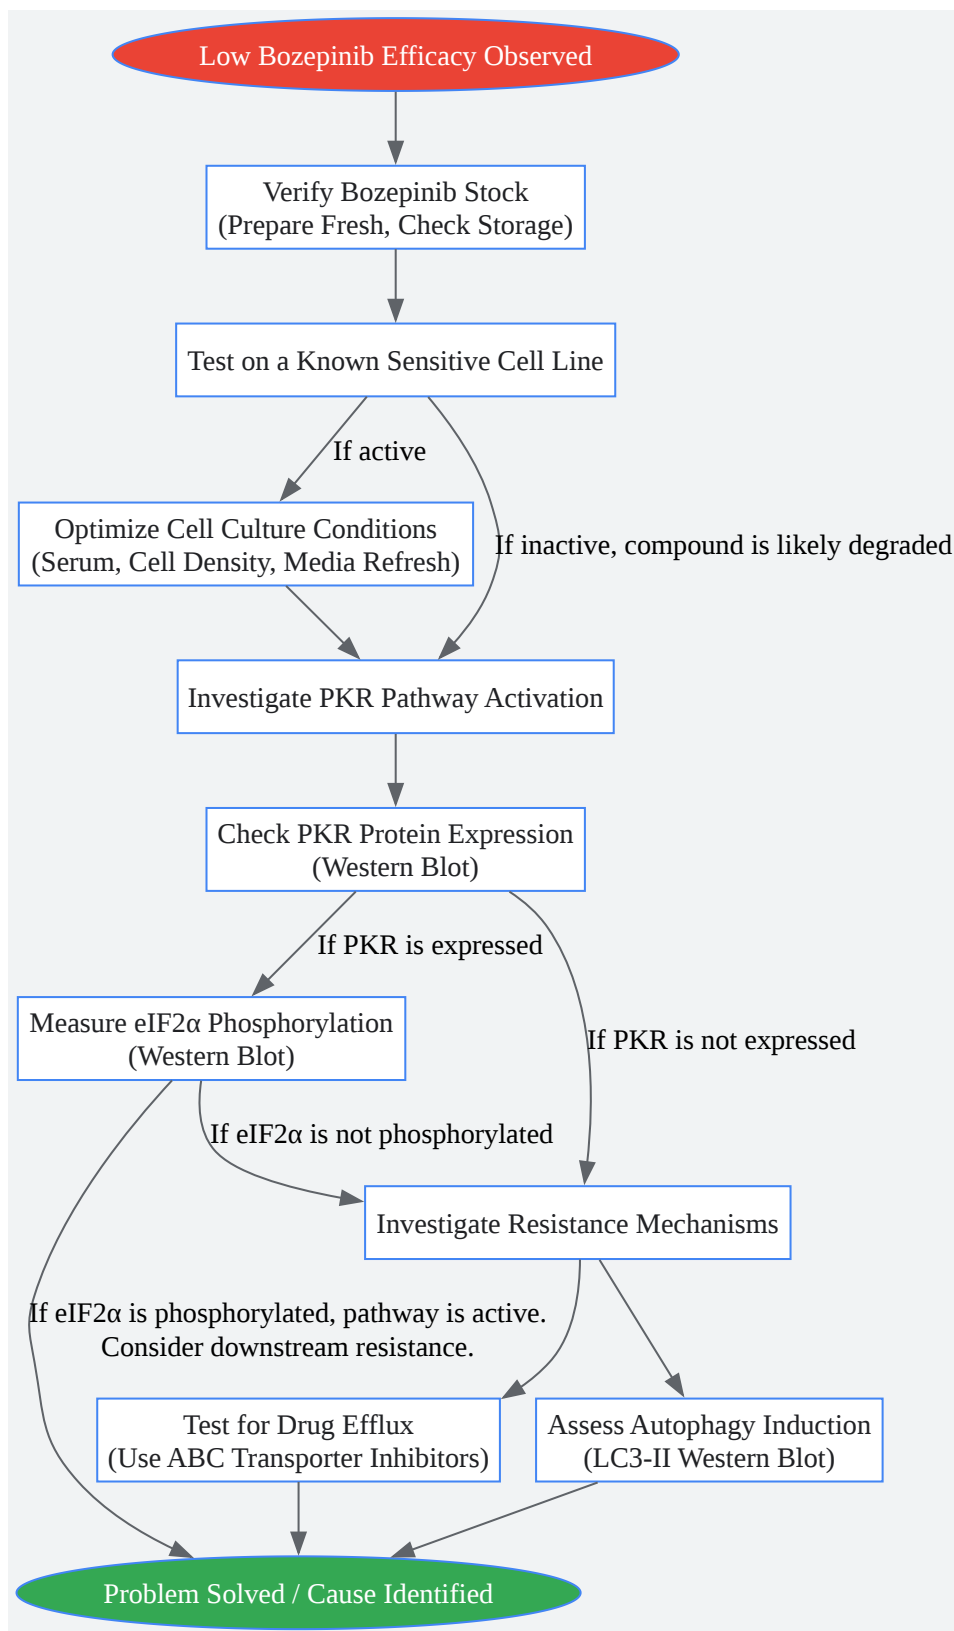 Low Bozepinib Efficacy Observed
Verify Bozepinib Stock
(Prepare Fresh, Check Storage)
Test on a Known Sensitive Cell Line
If active
Optimize Cell Culture Conditions
(Serum, Cell Density, Media Refresh)
If inactive, compound is likely degraded
Investigate PKR Pathway Activation
Check PKR Protein Expression
(Western Blot)
If PKR is expressed
Measure eIF2α Phosphorylation
(Western Blot)
If PKR is not expressed
If eIF2α is not phosphorylated
Investigate Resistance Mechanisms
If eIF2α is phosphorylated, pathway is active.
Consider downstream resistance.
Test for Drug Efflux
(Use ABC Transporter Inhibitors)
Assess Autophagy Induction
(LC3-II Western Blot)
Problem Solved / Cause Identified